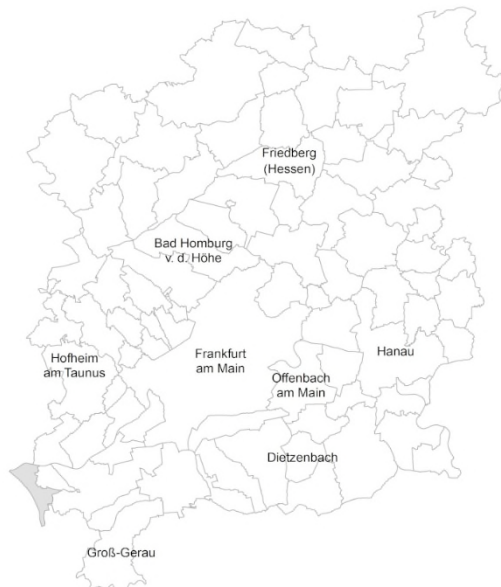 Friedberg
(Hessen)
Bad Homburg
v. d. Höhe
Hofheim
am Taunus
Frankfurt
am Main
Hanau
Offenbach
am Main
Dietzenbach
Groß-Gerau